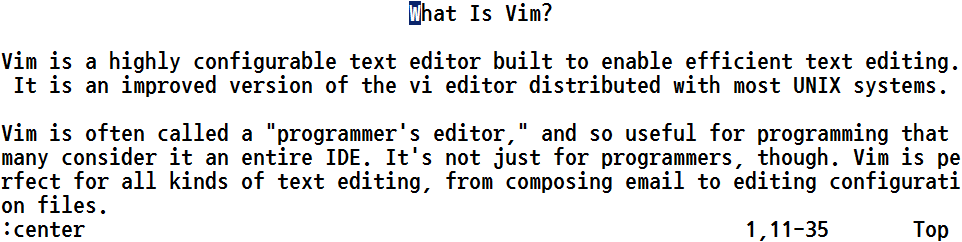 What Is Vim?
Vim is a highly configurable text editor built to enable efficient text editing.
It is an improved version of the vi editor distributed with most UNIX systems.
Vim is often called a "programmer's editor," and so useful for programming that
many consider it an entire IDE. It's not just for programmers, though. Vim is pe
rfect for all kinds of text editing, from composing email to editing configurati
on files.
:center 1,11-35 Top